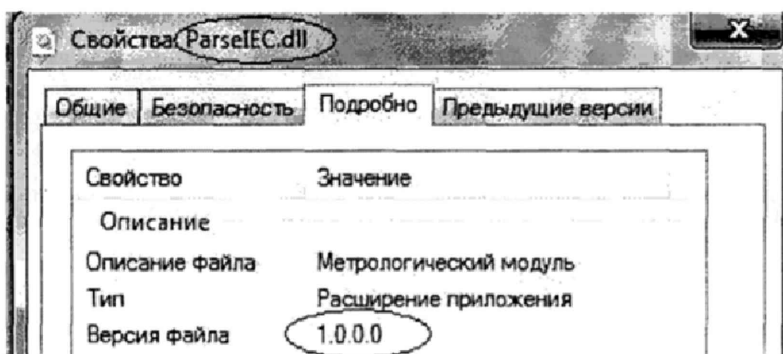 Свойства: ParseIEC.dll
Общие Безопасность Подробно Предыдущие версии
Свойство Значение
Описание
Описание файла Метрологический модуль
Тип Расширение приложения
Версия файла 1.0.0.0